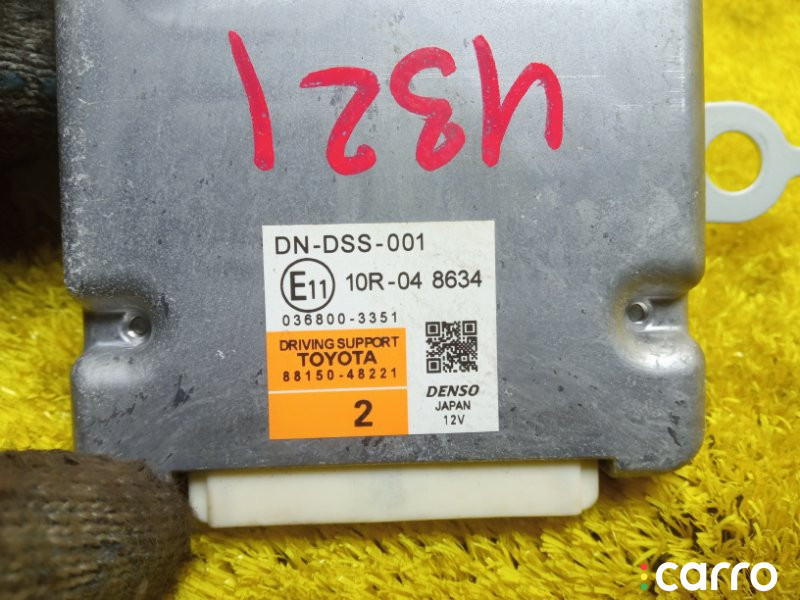 4321
DN-DSS-001
E11 10R-04 8634
036800-3351
DRIVING SUPPORT
TOYOTA
88150-48221
2
DENSO
JAPAN
12V
carro